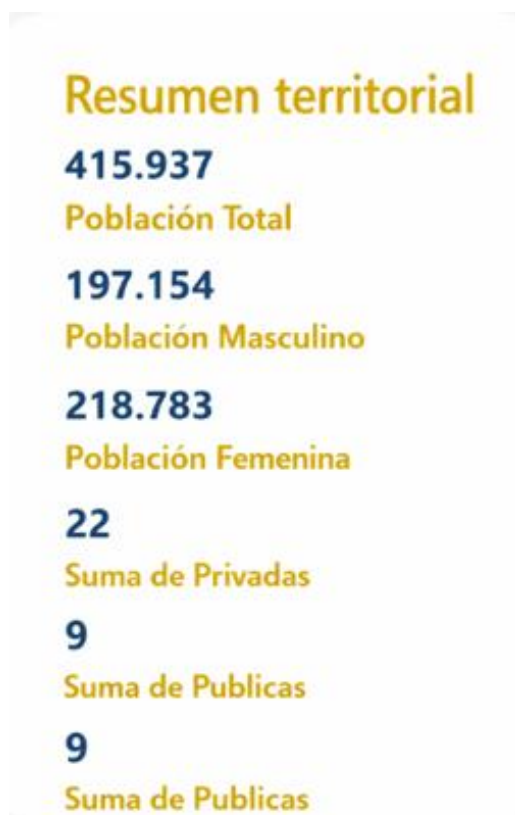 Resumen territorial
415.937
Población Total
197.154
Población Masculino
218.783
Población Femenina
22
Suma de Privadas
9
Suma de Publicas
9
Suma de Publicas